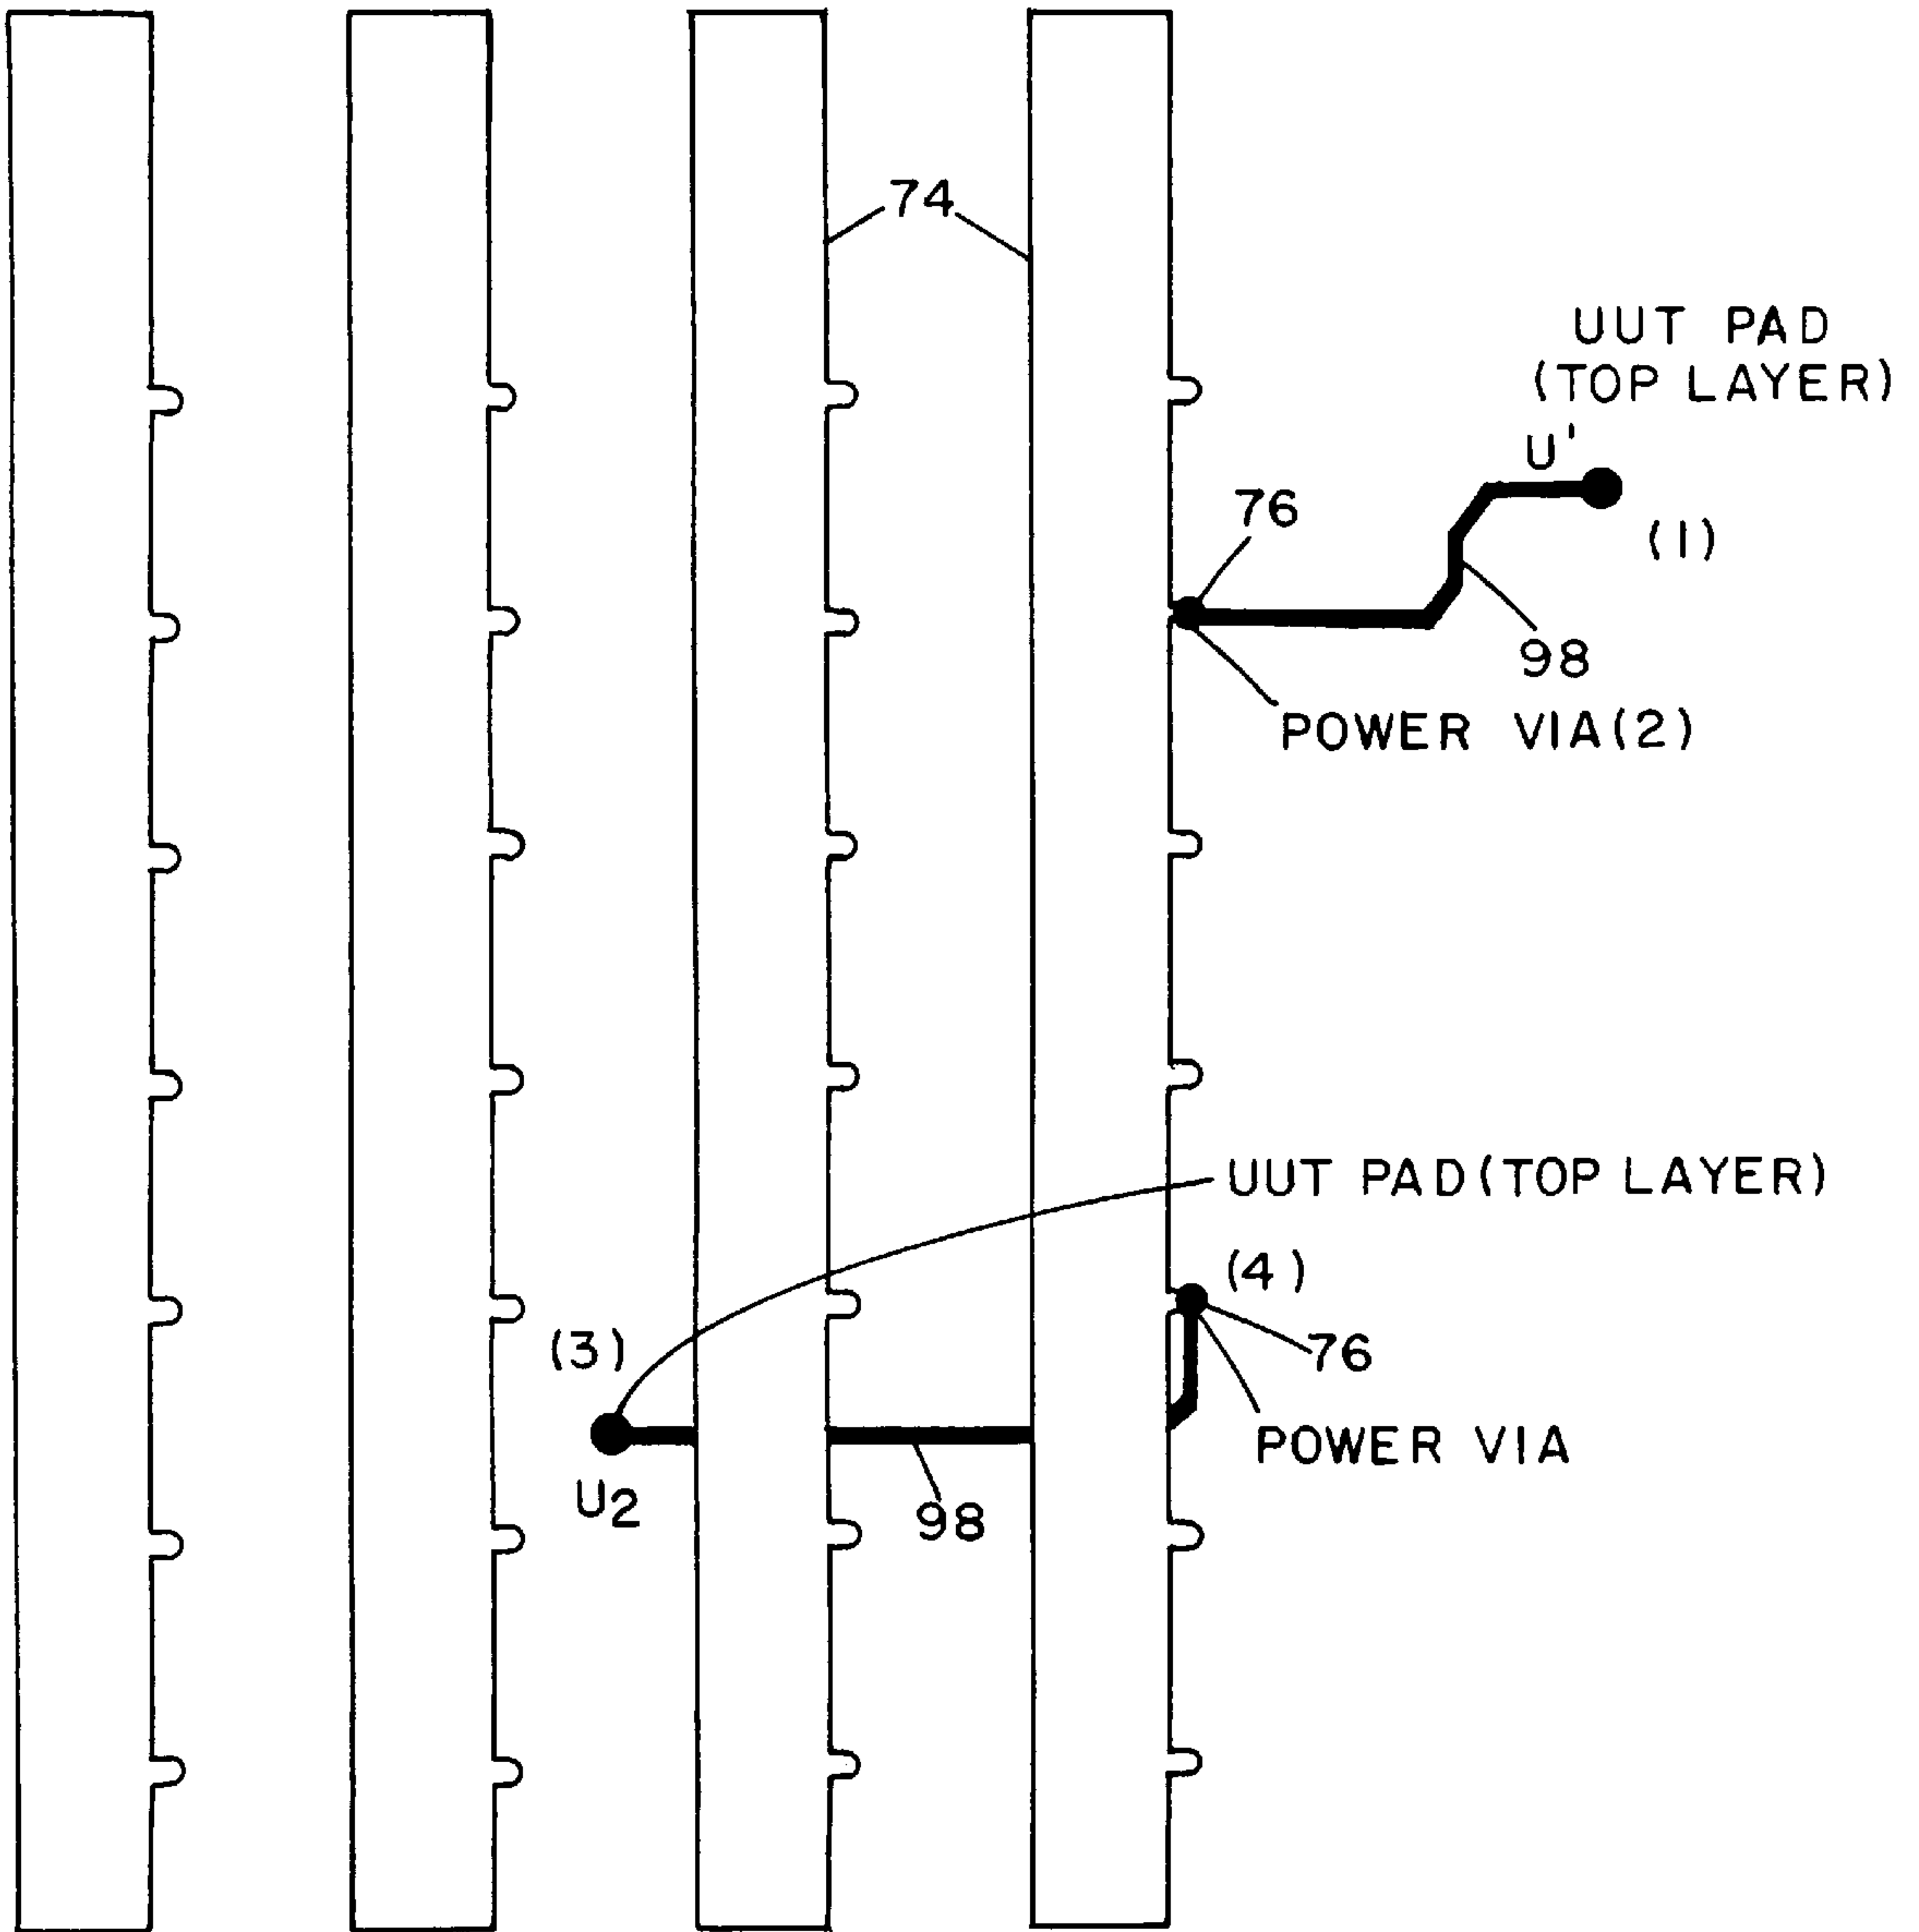 74
UUT PAD
(TOP LAYER)
U'
76
(1)
98
POWER VIA(2)
UUT PAD(TOP LAYER)
(4)
(3)
76
POWER VIA
U2
98